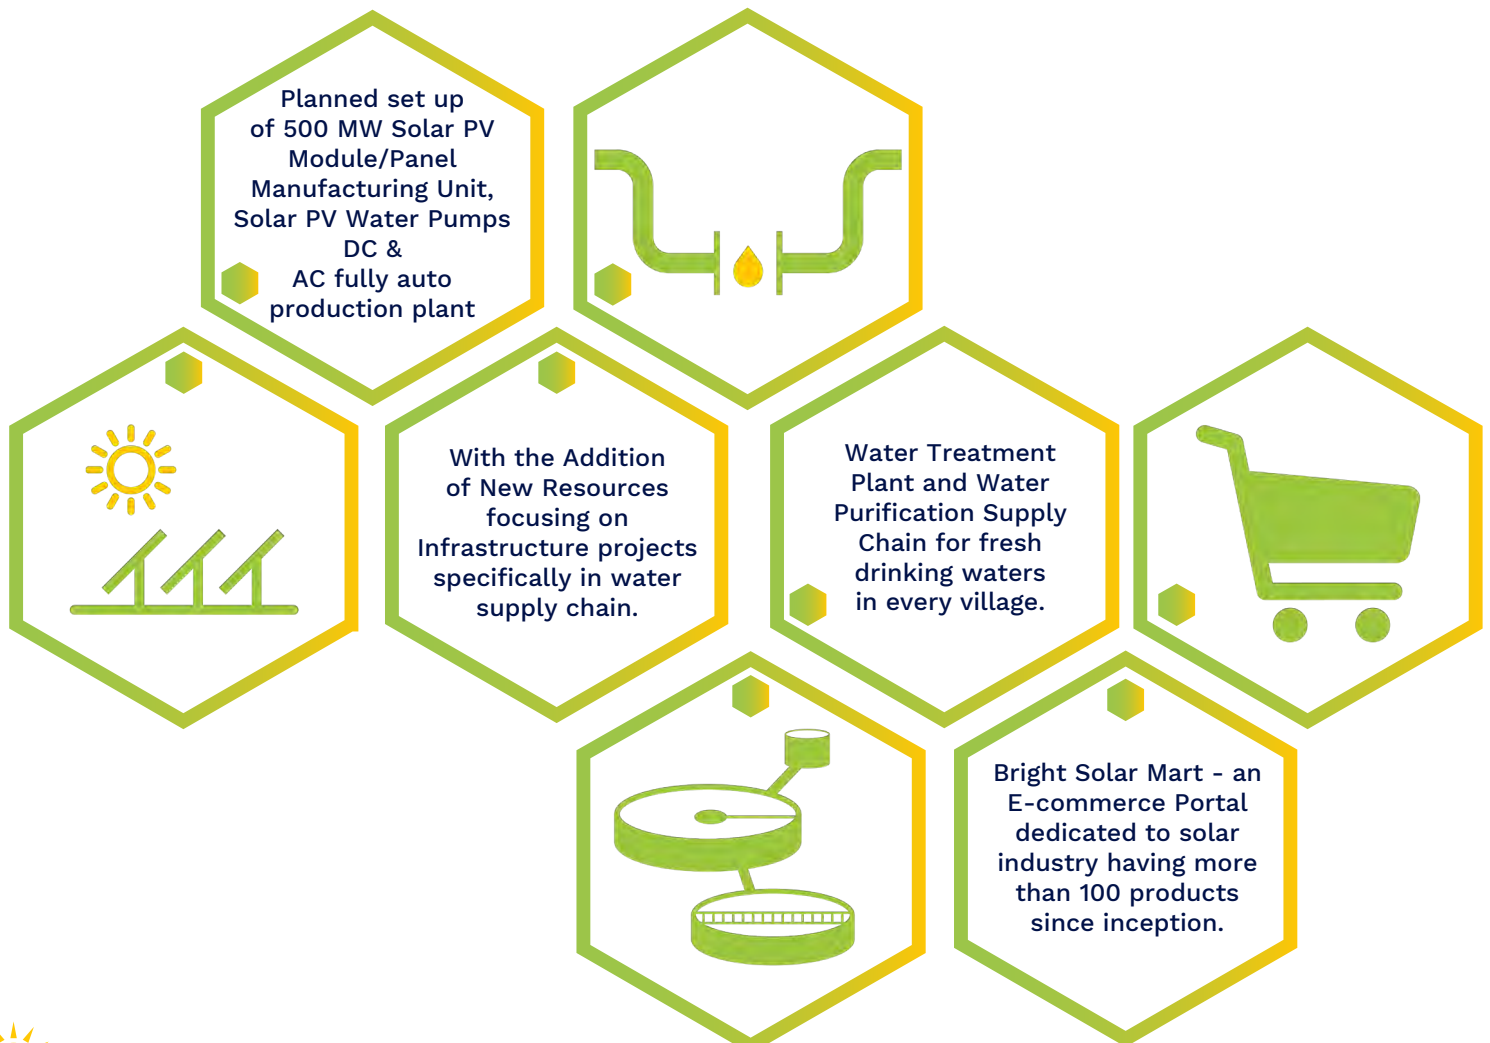 Planned set up
of 500 MW Solar PV
Module/Panel
Manufacturing Unit,
Solar PV Water Pumps
DC &
AC fully auto
production plant
With the Addition
of New Resources
focusing on
Infrastructure projects
specifically in water
supply chain.
Water Treatment
Plant and Water
Purification Supply
Chain for fresh
drinking waters
in every village.
Bright Solar Mart - an
E-commerce Portal
dedicated to solar
industry having more
than 100 products
since inception.